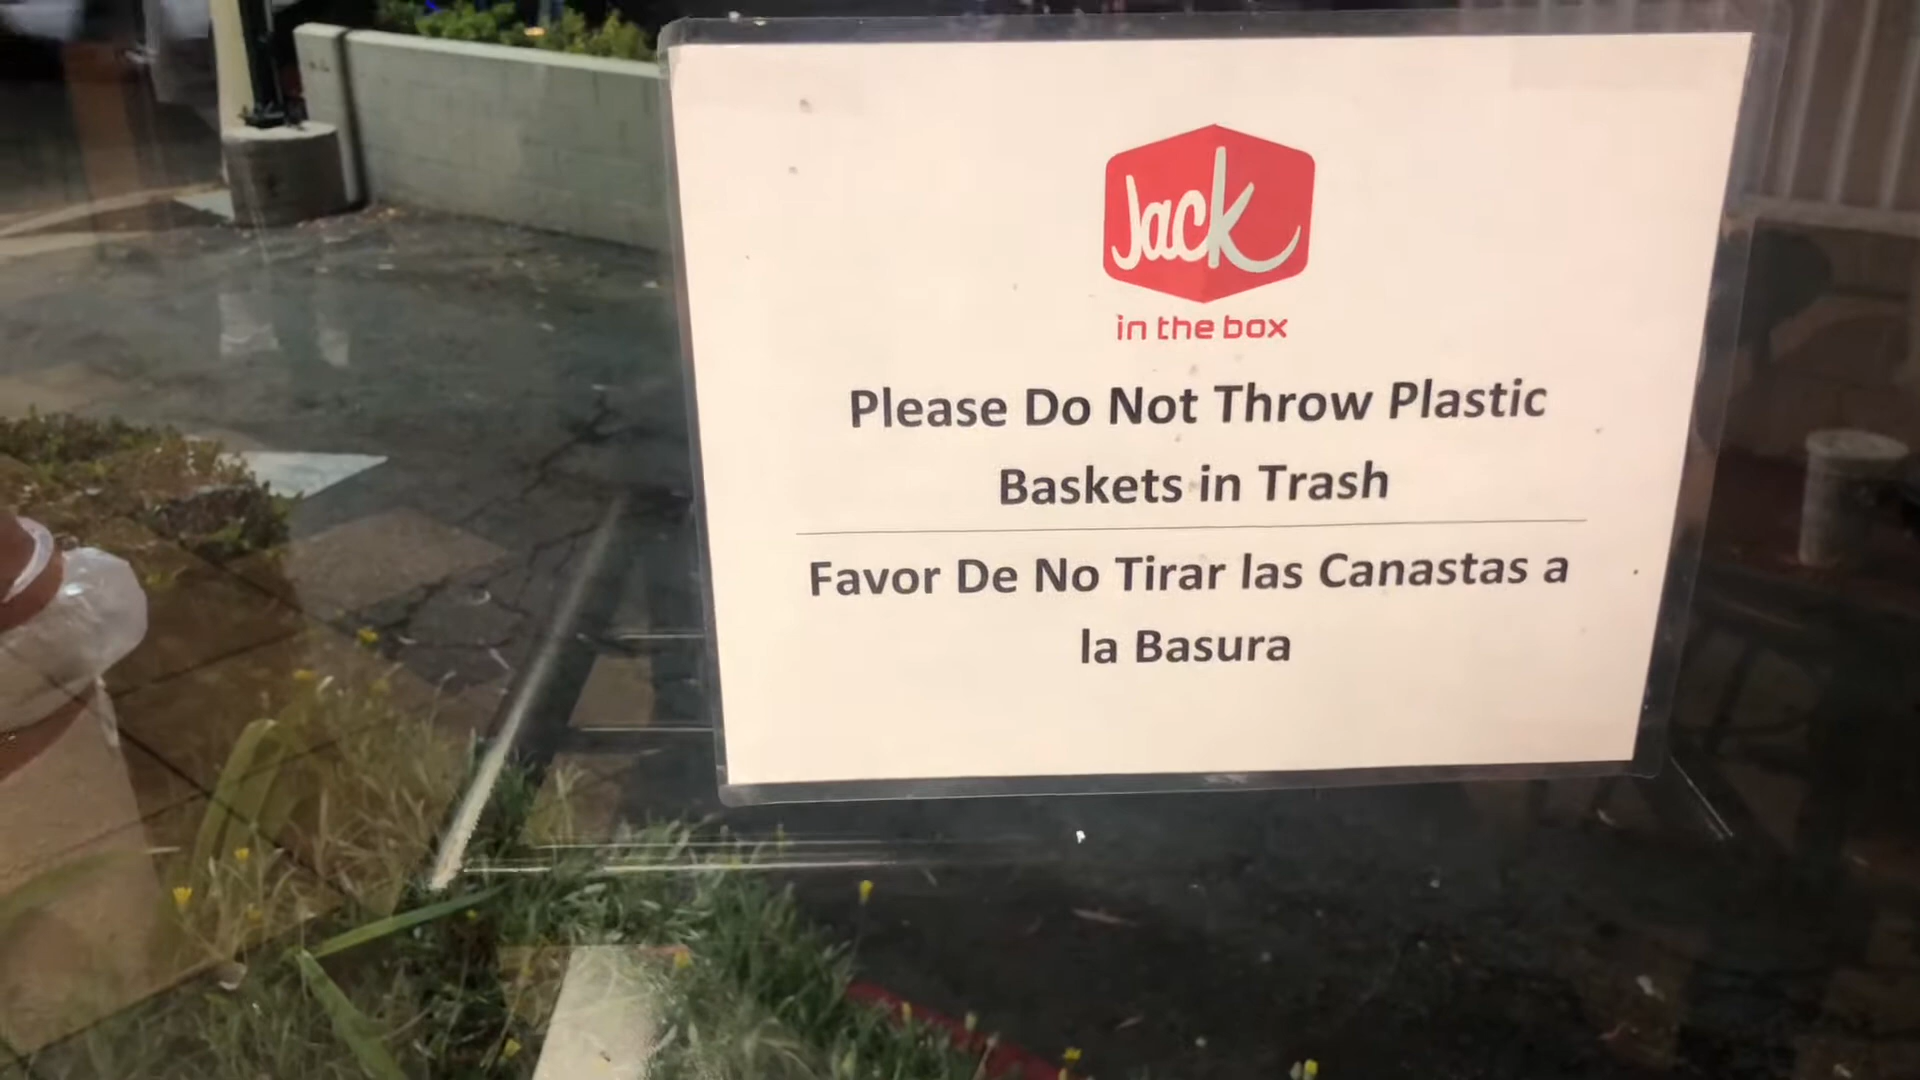 Jack
in the box
Please Do Not Throw Plastic
Baskets in Trash
Favor De No Tirar las Canastas a
la Basura